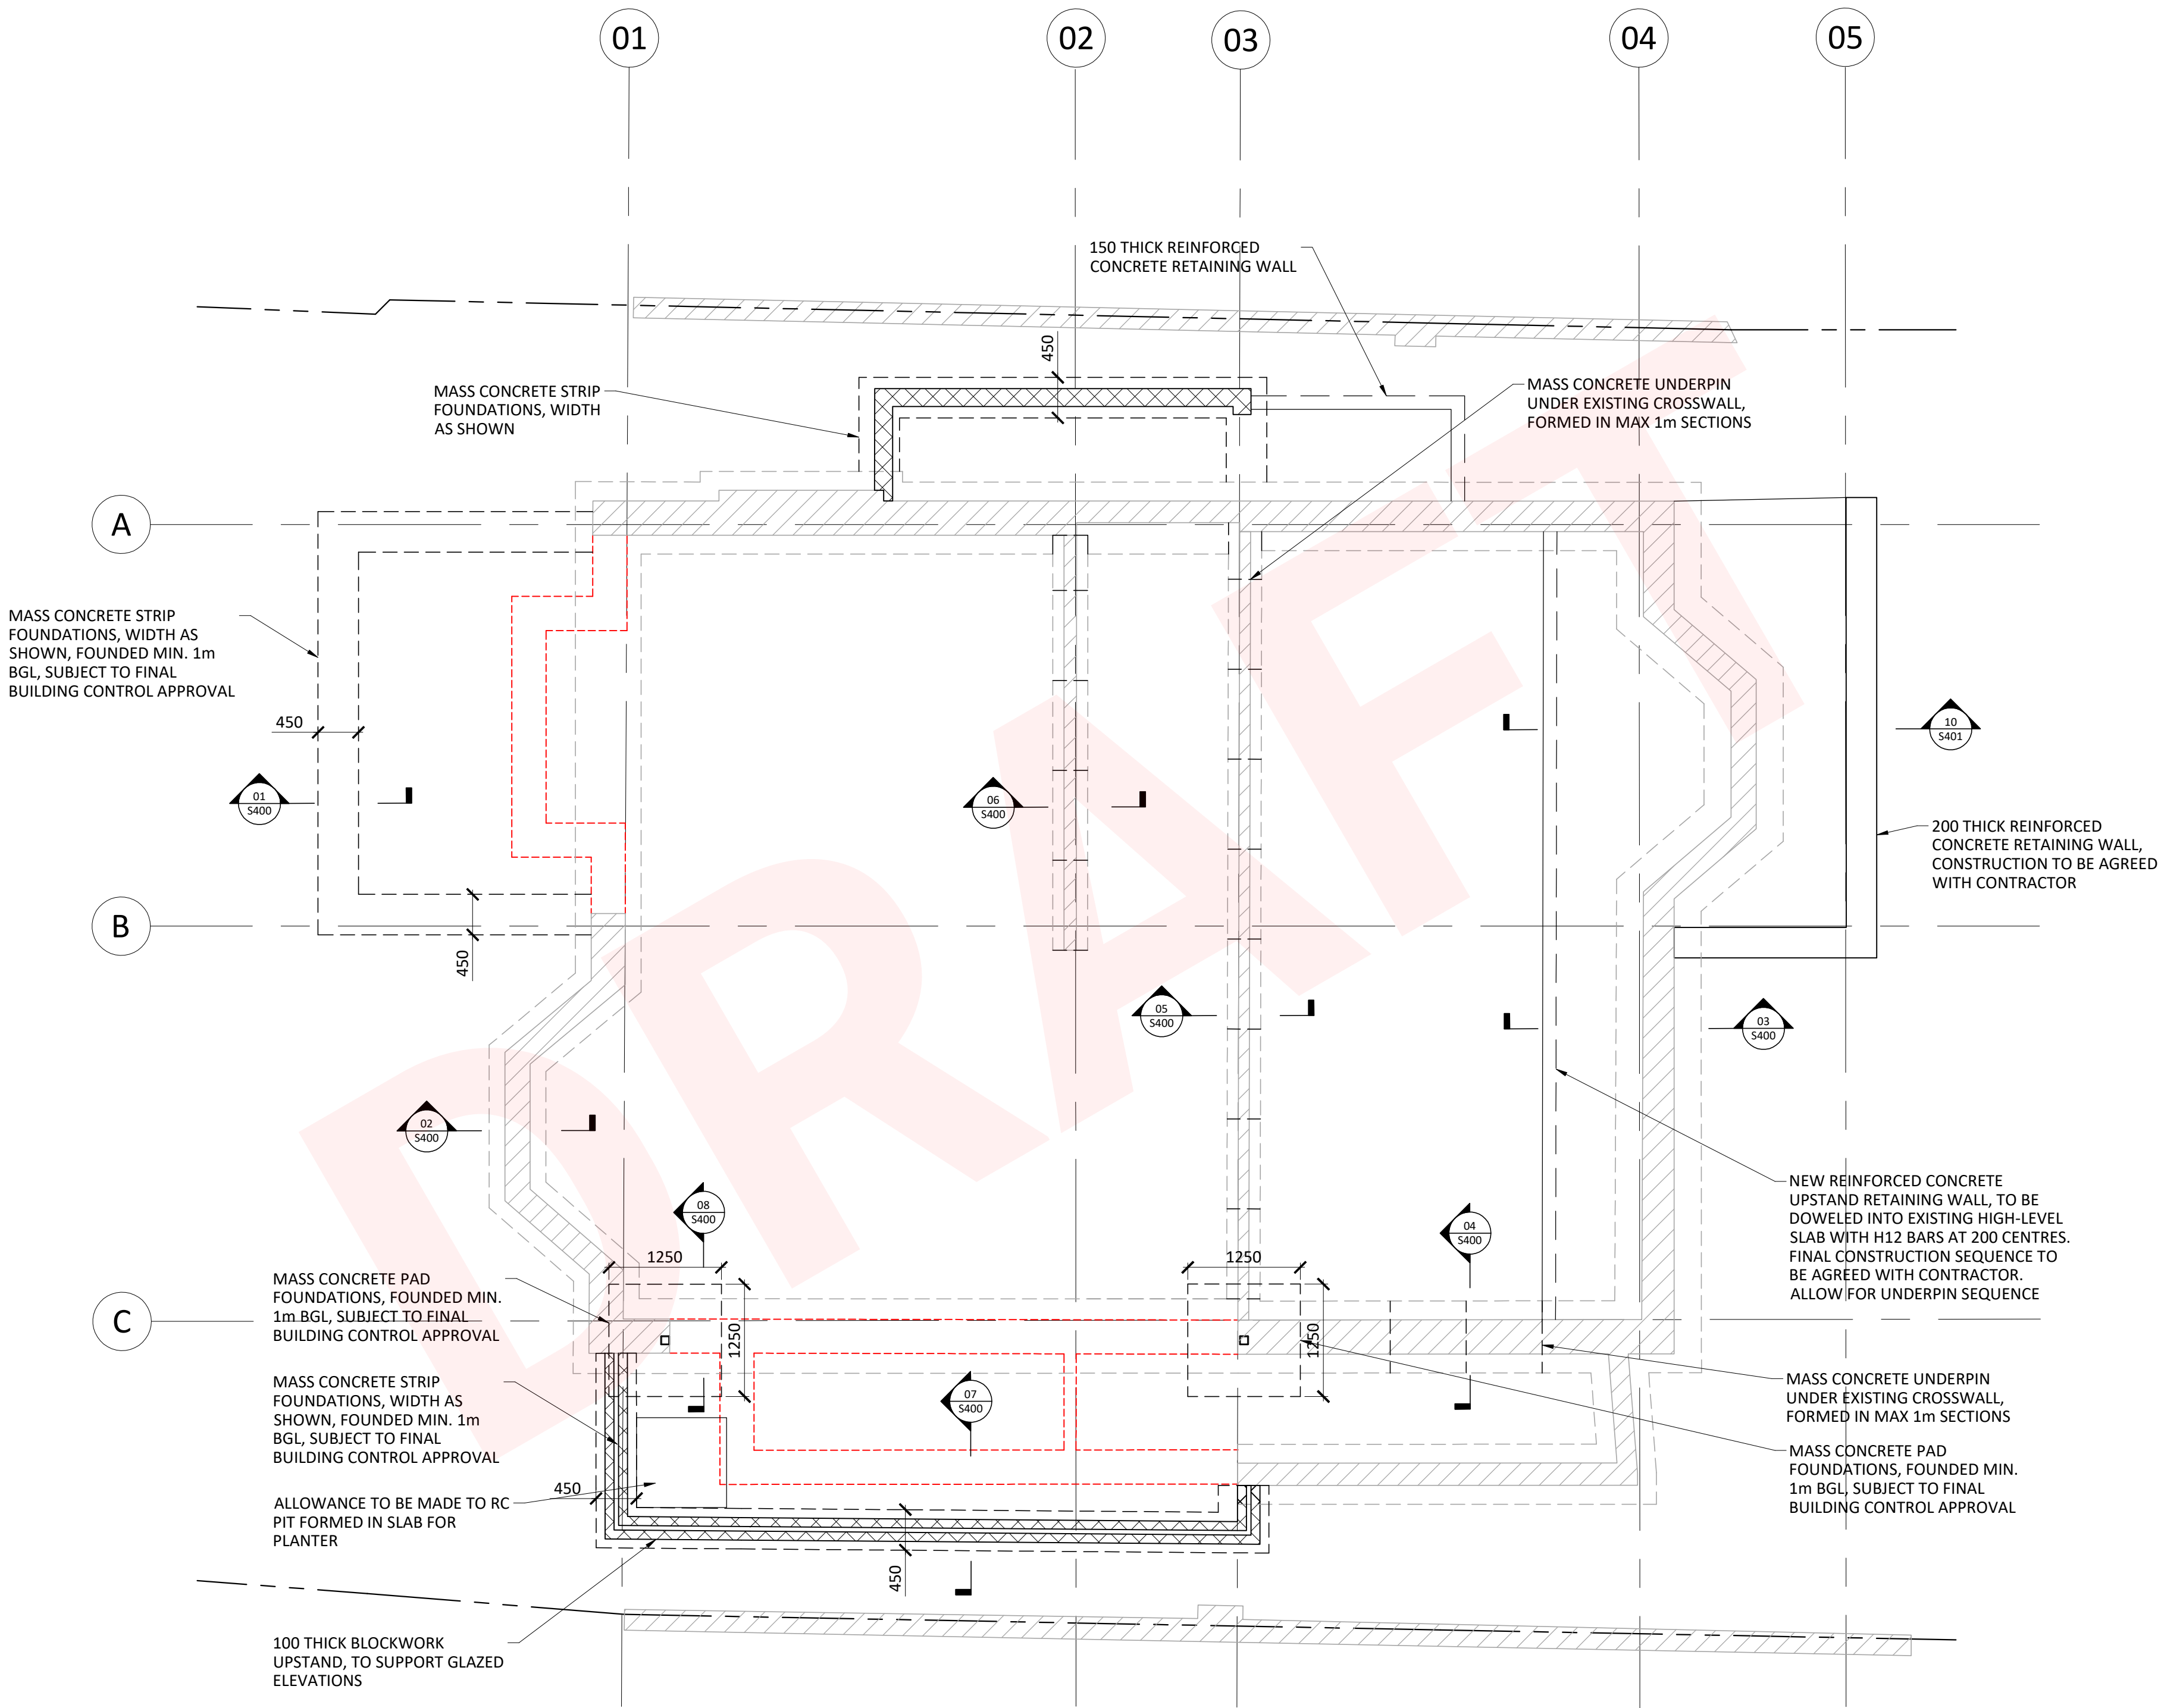 01
02
03
04
05
150 THICK REINFORCED
CONCRETE RETAINING WALL
450
MASS CONCRETE STRIP
FOUNDATIONS, WIDTH
AS SHOWN
MASS CONCRETE UNDERPIN
UNDER EXISTING CROSSWALL,
FORMED IN MAX 1m SECTIONS
A
MASS CONCRETE STRIP
FOUNDATIONS, WIDTH AS
SHOWN, FOUNDED MIN. 1m
BGL, SUBJECT TO FINAL
BUILDING CONTROL APPROVAL
450
10
S401
01
S400
06
S400
200 THICK REINFORCED
CONCRETE RETAINING WALL,
CONSTRUCTION TO BE AGREED
WITH CONTRACTOR
B
450
05
S400
03
S400
02
S400
DRAFT
08
S400
04
S400
NEW REINFORCED CONCRETE
UPSTAND RETAINING WALL, TO BE
DOWELED INTO EXISTING HIGH-LEVEL
SLAB WITH H12 BARS AT 200 CENTRES.
FINAL CONSTRUCTION SEQUENCE TO
BE AGREED WITH CONTRACTOR.
ALLOW FOR UNDERPIN SEQUENCE
1250
1250
MASS CONCRETE PAD
FOUNDATIONS, FOUNDED MIN.
1m BGL, SUBJECT TO FINAL
BUILDING CONTROL APPROVAL
C
1250
1250
MASS CONCRETE STRIP
FOUNDATIONS, WIDTH AS
SHOWN, FOUNDED MIN. 1m
BGL, SUBJECT TO FINAL
BUILDING CONTROL APPROVAL
07
S400
MASS CONCRETE UNDERPIN
UNDER EXISTING CROSSWALL,
FORMED IN MAX 1m SECTIONS
MASS CONCRETE PAD
FOUNDATIONS, FOUNDED MIN.
1m BGL, SUBJECT TO FINAL
BUILDING CONTROL APPROVAL
450
ALLOWANCE TO BE MADE TO RC
PIT FORMED IN SLAB FOR
PLANTER
450
100 THICK BLOCKWORK
UPSTAND, TO SUPPORT GLAZED
ELEVATIONS